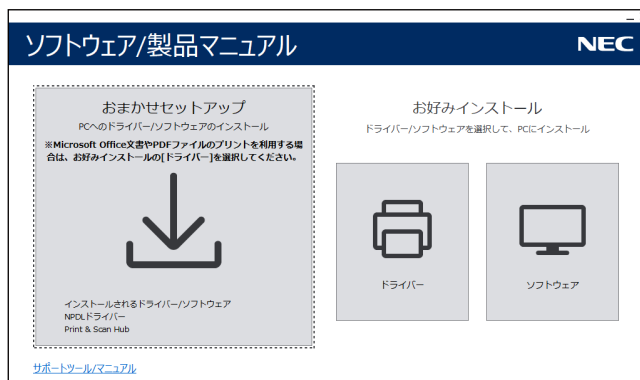 ソフトウェア/製品マニュアル
NEC
おまかせセットアップ
PCへのドライバー/ソフトウェアのインストール
※Microsoft Office文書やPDFファイルのプリントを利用する場
合は、お好みインストールの[ドライバー]を選択してください。
インストールされるドライバー/ソフトウェア
NPDLドライバー
Print & Scan Hub
お好みインストール
ドライバー/ソフトウェアを選択して、PCにインストール
ドライバー
ソフトウェア
サポートツール/マニュアル